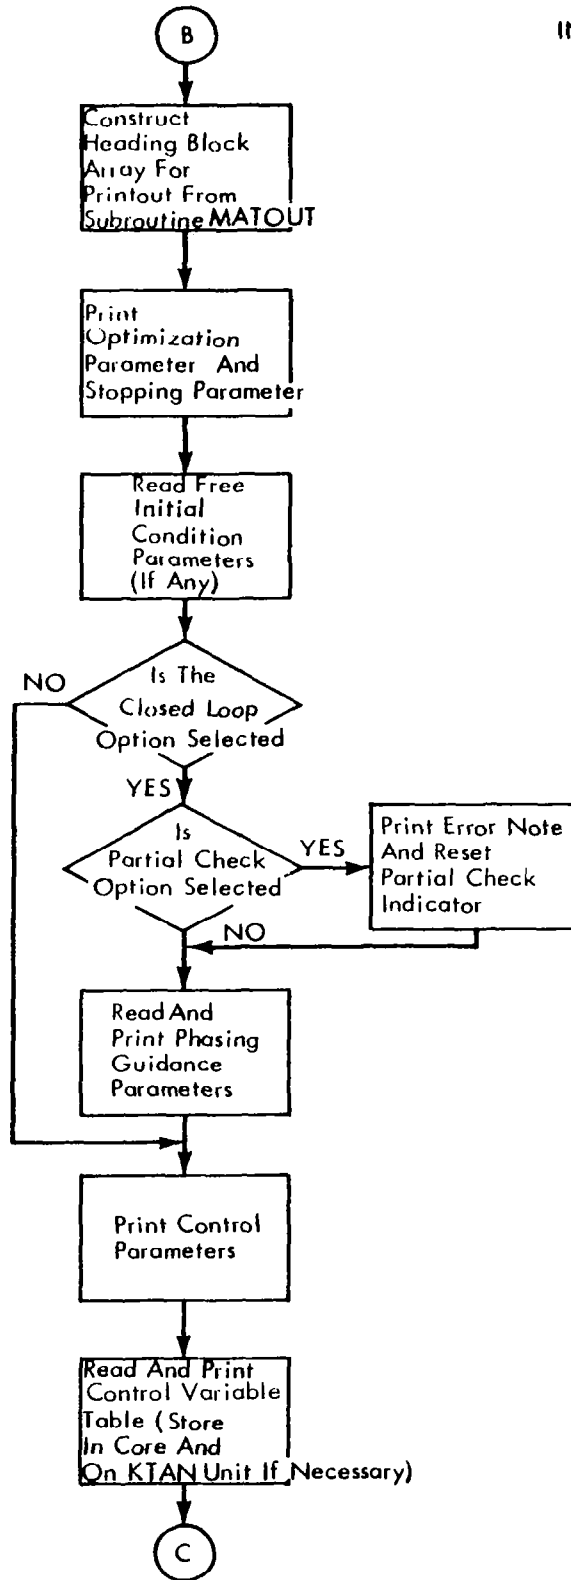 B
Construct
Heading Block
Array For
Printout From
Subroutine MATOUT
Print
Optimization
Parameter And
Stopping Parameter
Read Free
Initial
Condition
Parameters
(If Any)
NO
Is The
Closed Loop
Option Selected
YES
Is
Partial Check
Option Selected
YES
Print Error Note
And Reset
Partial Check
Indicator
NO
Read And
Print Phasing
Guidance
Parameters
Print Control
Parameters
Read And Print
Control Variable
Table (Store
In Core And
On KTAN Unit If Necessary)
C